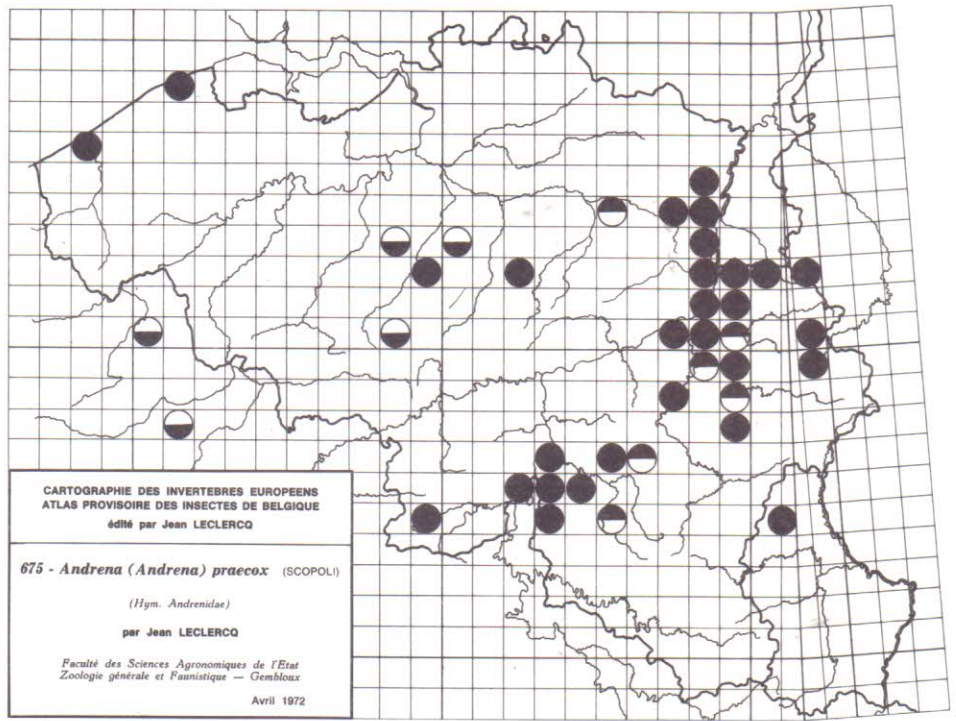 CARTOGRAPHIE DES INVERTEBRES EUROPEENS
ATLAS PROVISOIRE DES INSECTES DE BELGIQUE
édité par Jean LECLERCQ
675 - Andrena (Andrena) praecox (SCOPOLI)
(Hym. Andrenidae)
par Jean LECLERCQ
Faculté des Sciences Agronomiques de l'Etat
Zoologie générale et Faunistique — Gembloux
Avril 1972